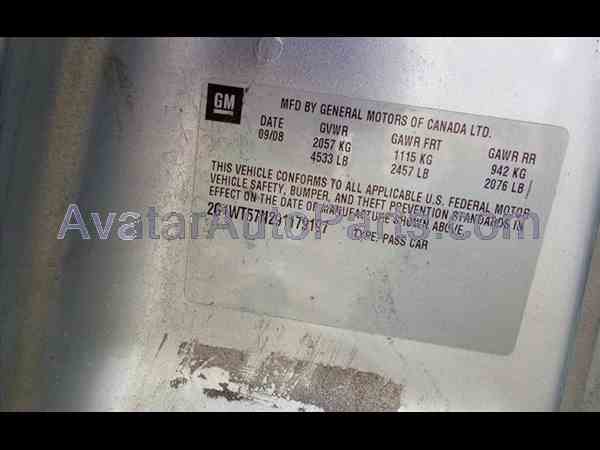 GM
MFD BY GENERAL MOTORS OF CANADA LTD.
DATE GVWR GAWR FRT GAWR RR
09/08 2057 KG 1115 KG 942 KG
4533 LB 2457 LB 2076 LB
THIS VEHICLE CONFORMS TO ALL APPLICABLE U.S. FEDERAL MOTOR
VEHICLE SAFETY, BUMPER, AND THEFT PREVENTION STANDARDS IN
EFFECT ON THE DATE OF MANUFACTURE SHOWN ABOVE.
TYPE: PASS CAR
AvatarAutoParts.com